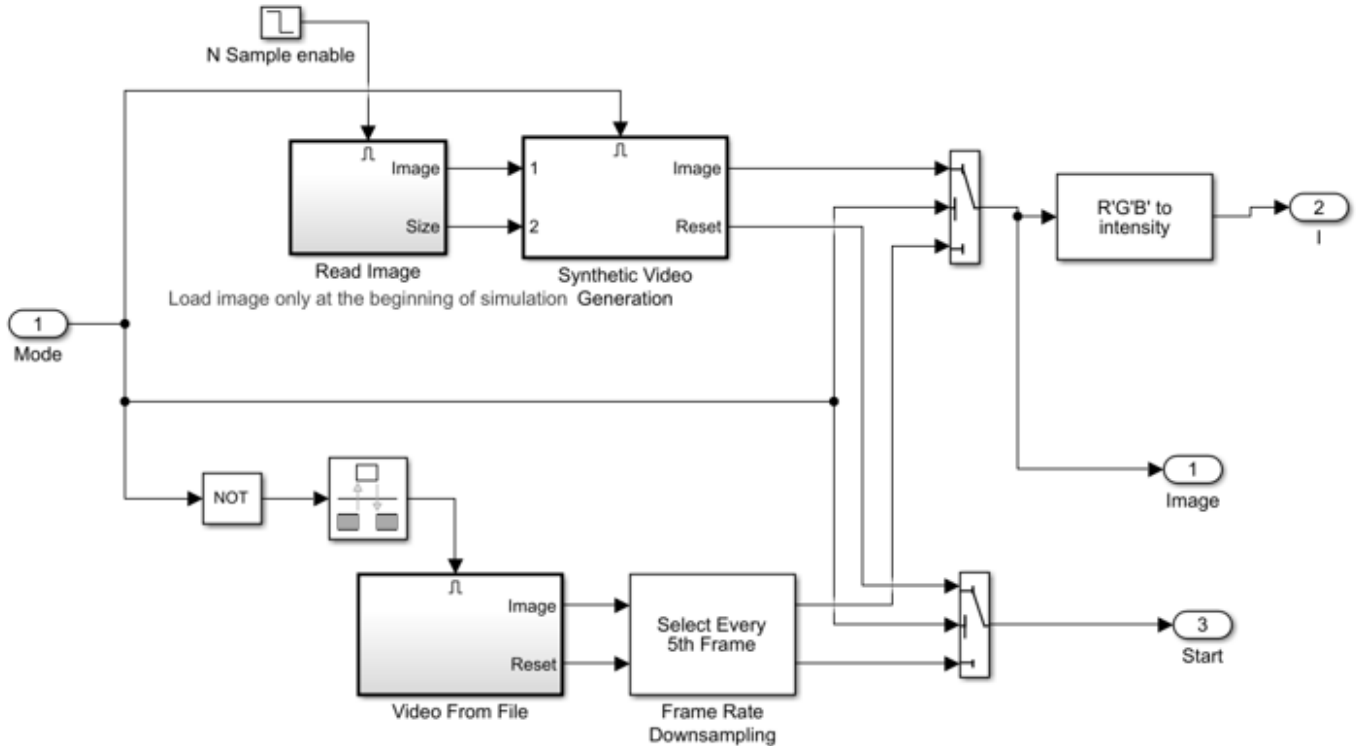 N Sample enable
Image
Size
Read Image
Load image only at the beginning of simulation
1
2
Image
Reset
Synthetic Video
Generation
R'G'B' to
intensity
2
I
1
Mode
1
Image
NOT
Image
Reset
Video From File
Select Every
5th Frame
Frame Rate
Downsampling
3
Start